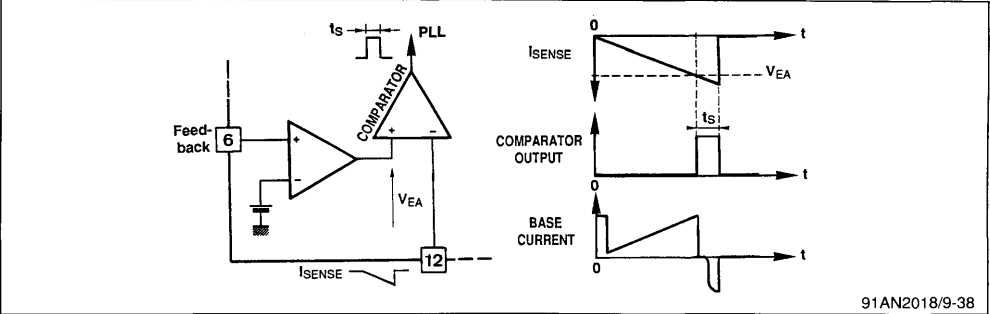 tS
PLL
COMPARATOR
+
−
Feed-
back
6
+
−
VEA
12
ISENSE
0
t
ISENSE
VEA
tS
COMPARATOR
OUTPUT
t
0
BASE
CURRENT
t
0
91AN2018/9-38